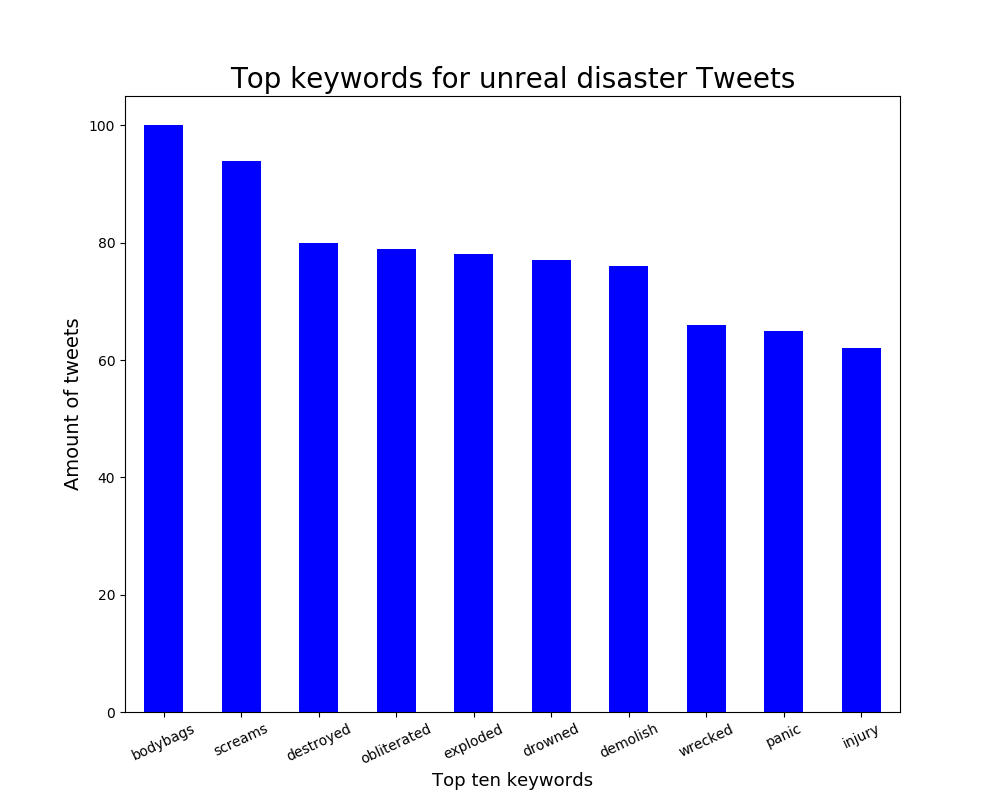 Top keywords for unreal disaster Tweets
Amount of tweets
100
80
60
40
20
0
bodybags
screams
destroyed
obliterated
exploded
drowned
demolish
wrecked
panic
injury
Top ten keywords